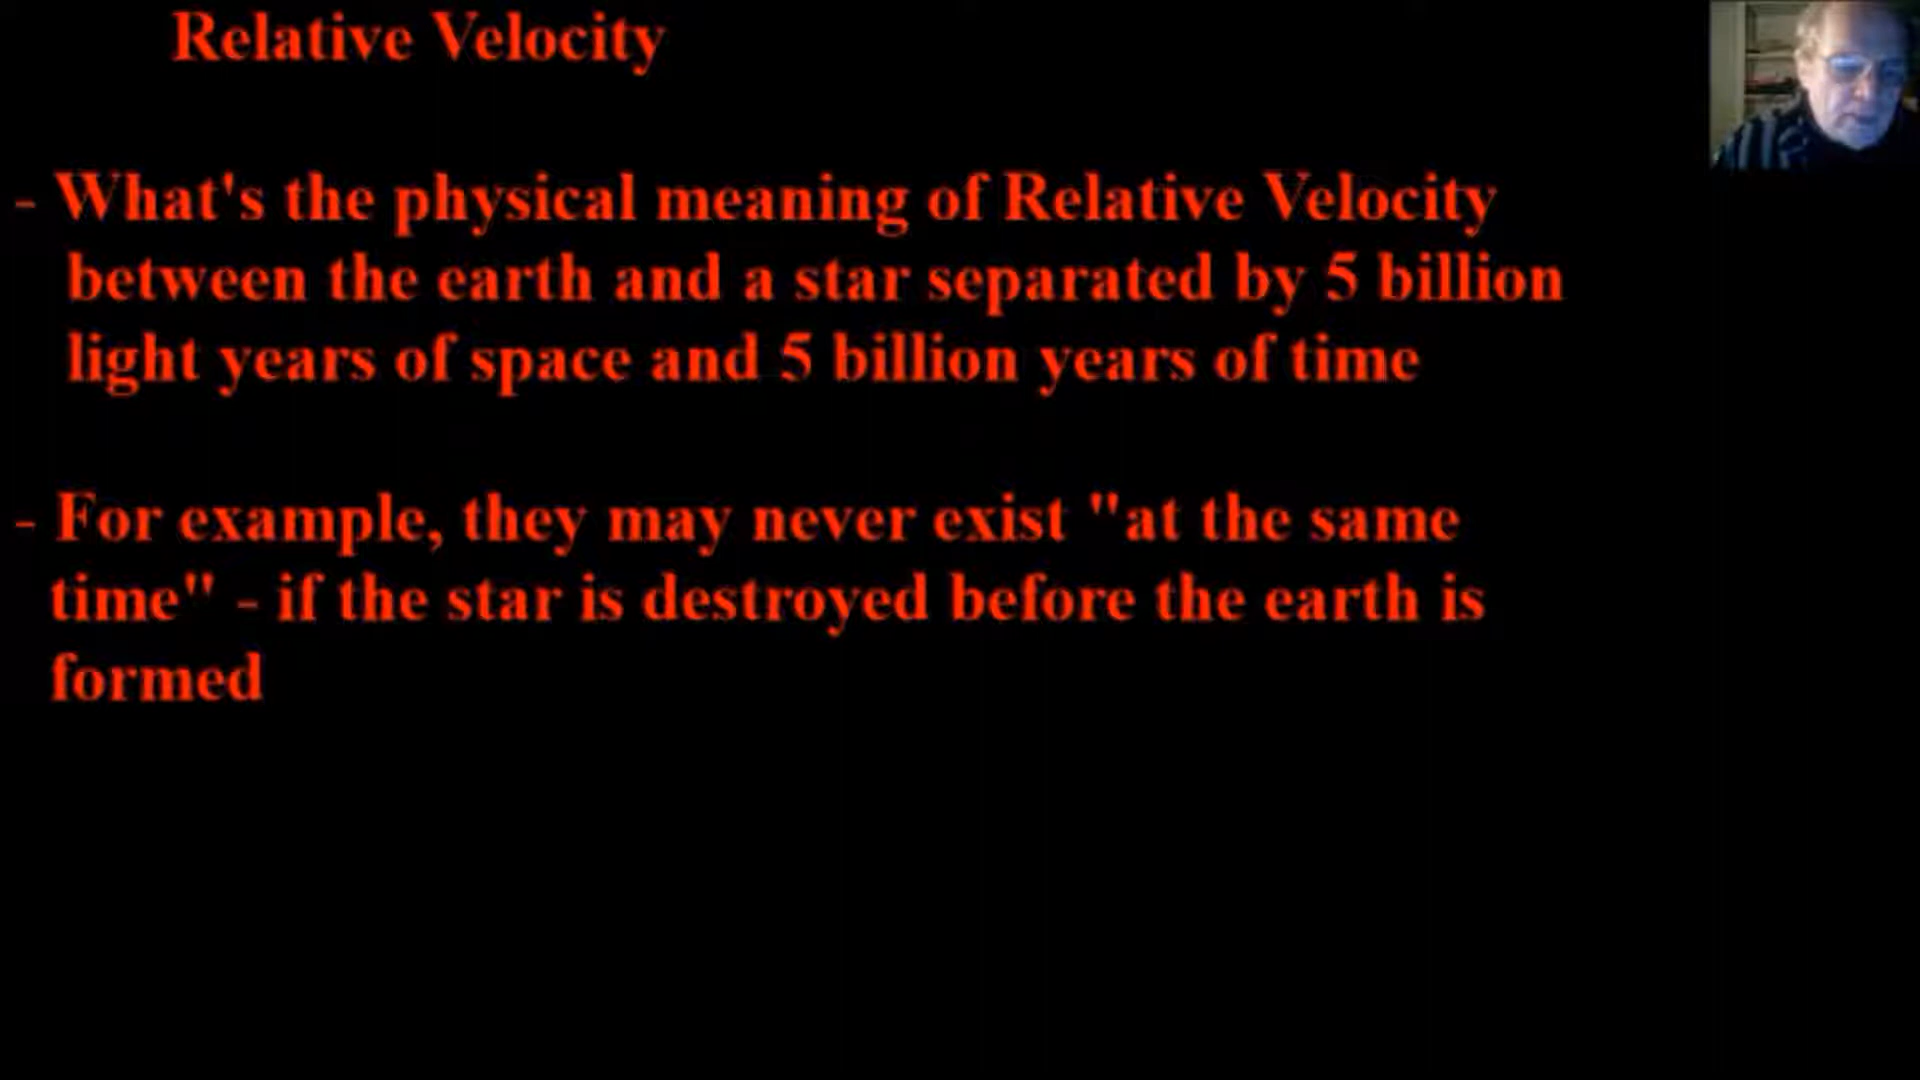 Relative Velocity
- What's the physical meaning of Relative Velocity
between the earth and a star separated by 5 billion
light years of space and 5 billion years of time
- For example, they may never exist "at the same
time" - if the star is destroyed before the earth is
formed